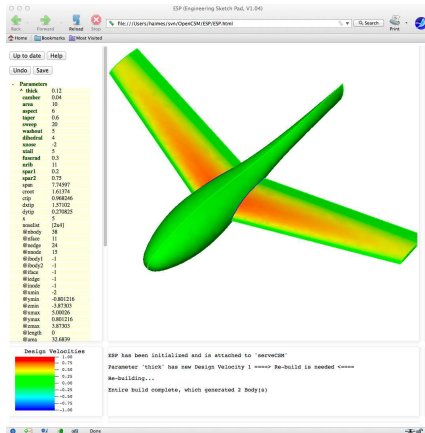 ESP (Engineering Sketch Pad, V1.04)
Back Forward Reload Stop file:///Users/haimes/svn/OpenCSM/ESP/ESP.html Search Print
Home Bookmarks Most Visited
Up to date Help
Undo Save
- Parameters
^ thick 0.12
camber 0.04
area 10
aspect 6
taper 0.6
sweep 20
washout 5
dihedral 4
xnose -2
xtail 5
fuserad 0.3
nrib 11
spar1 0.2
spar2 0.75
span 7.74597
croot 1.61374
ctip 0.968246
dxtip 1.57102
dytip 0.270825
x 5
noselist [2x4]
@nbody 38
@nface 11
@nedge 24
@nnode 15
@ibody1 -1
@ibody2 -1
@iface -1
@iedge -1
@inode -1
@xmin -2
@ymin -0.801216
@zmin -3.87303
@xmax 5.00026
@ymax 0.801216
@zmax 3.87303
@length 0
@area 32.6839
Design Velocities
1.00
0.75
0.50
0.25
0.00
-0.25
-0.50
-0.75
-1.00
ESP has been initialized and is attached to 'serveCSM'
Parameter 'thick' has new Design Velocity 1 ====> Re-build is needed <====
Re-building...
Entire build complete, which generated 2 Body(s)
Done